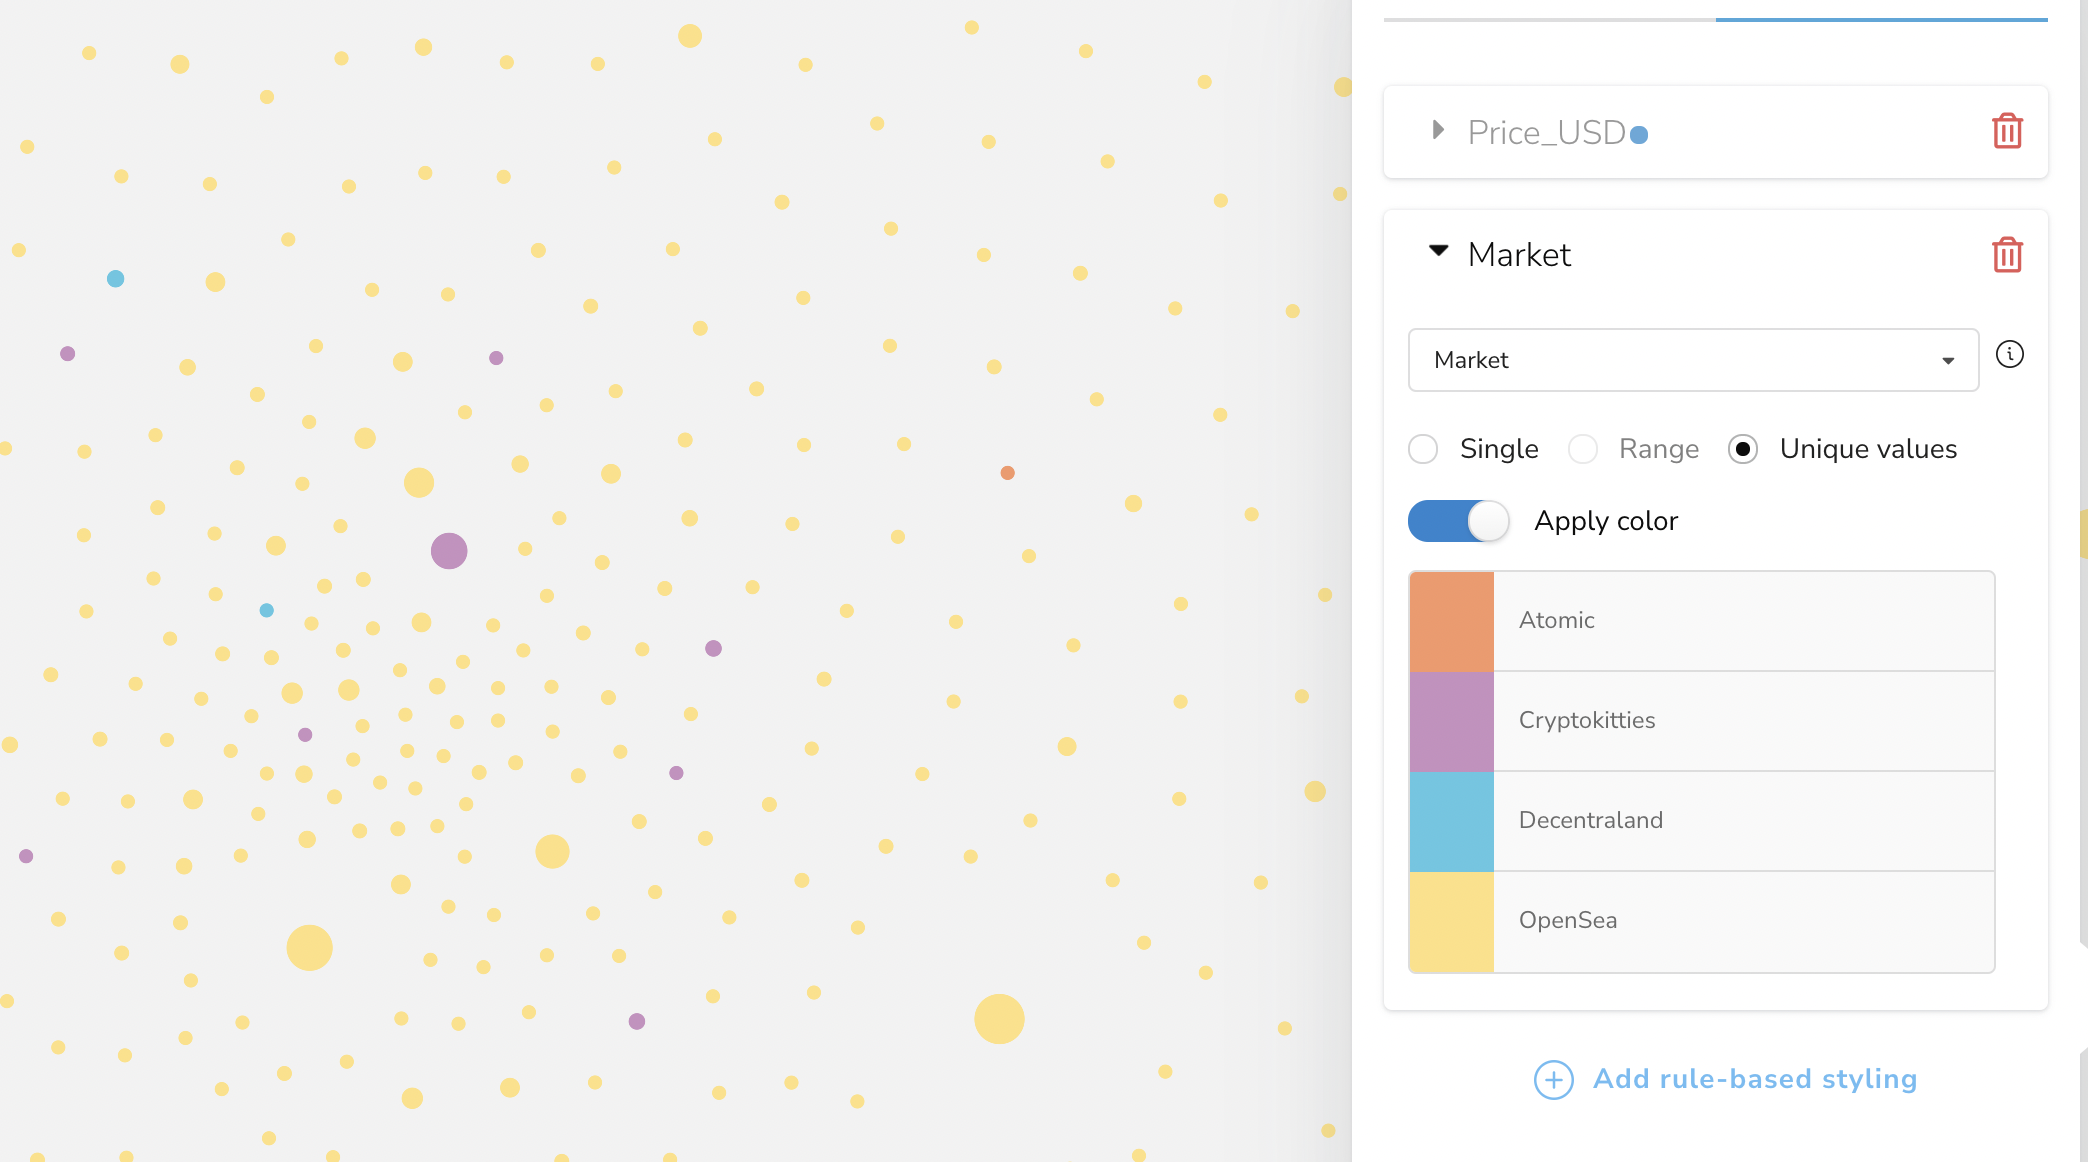 Price_USD
Market
Market
Single Range Unique values
Apply color
Atomic
Cryptokitties
Decentraland
OpenSea
Add rule-based styling